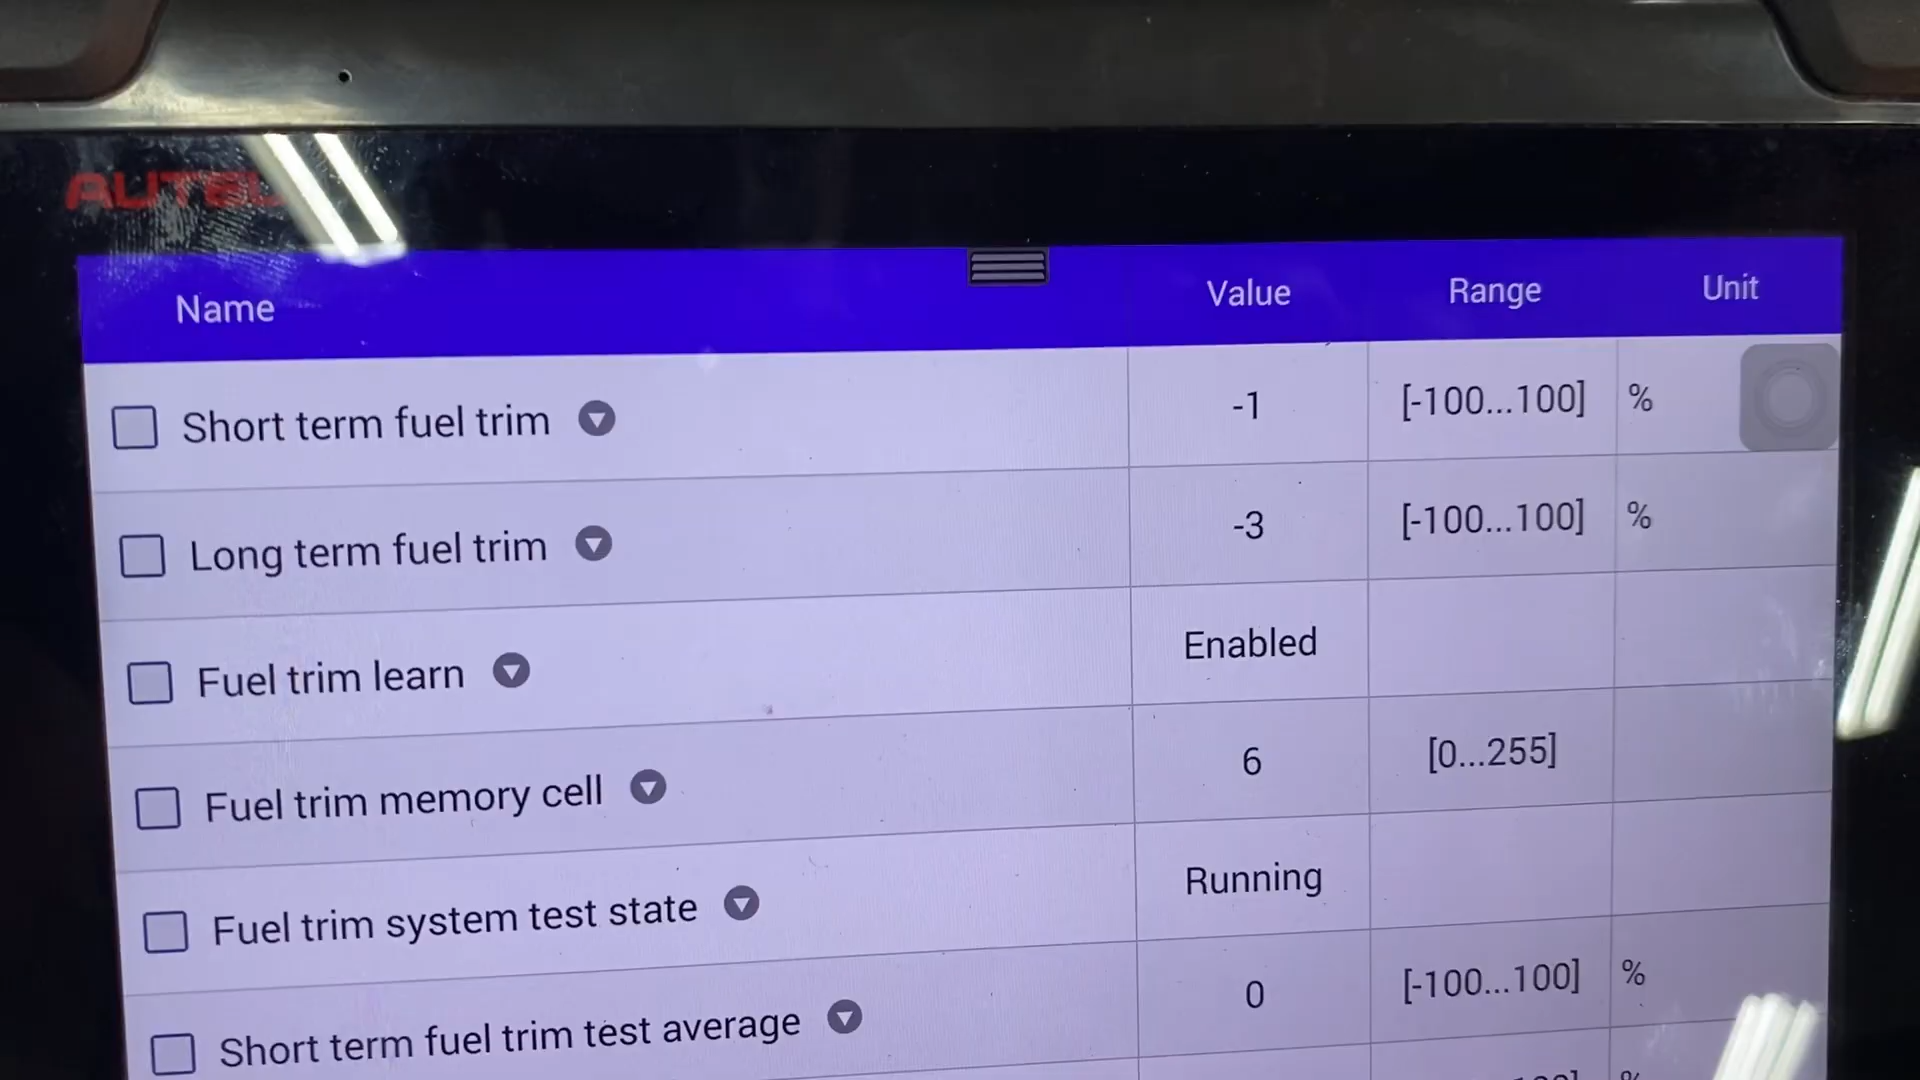 AUTEL
Name Value Range Unit
Short term fuel trim -1 [-100...100] %
Long term fuel trim -3 [-100...100] %
Fuel trim learn Enabled
Fuel trim memory cell 6 [0...255]
Fuel trim system test state Running
Short term fuel trim test average 0 [-100...100] %